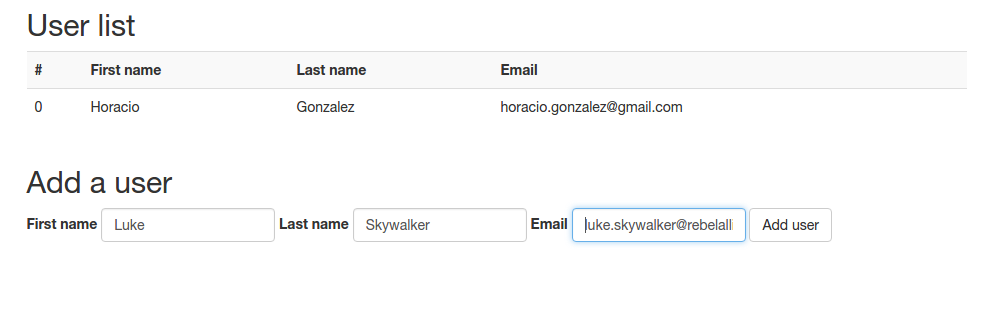 User list
# First name Last name Email
0 Horacio Gonzalez horacio.gonzalez@gmail.com
Add a user
First name Luke Last name Skywalker Email luke.skywalker@rebelalli Add user